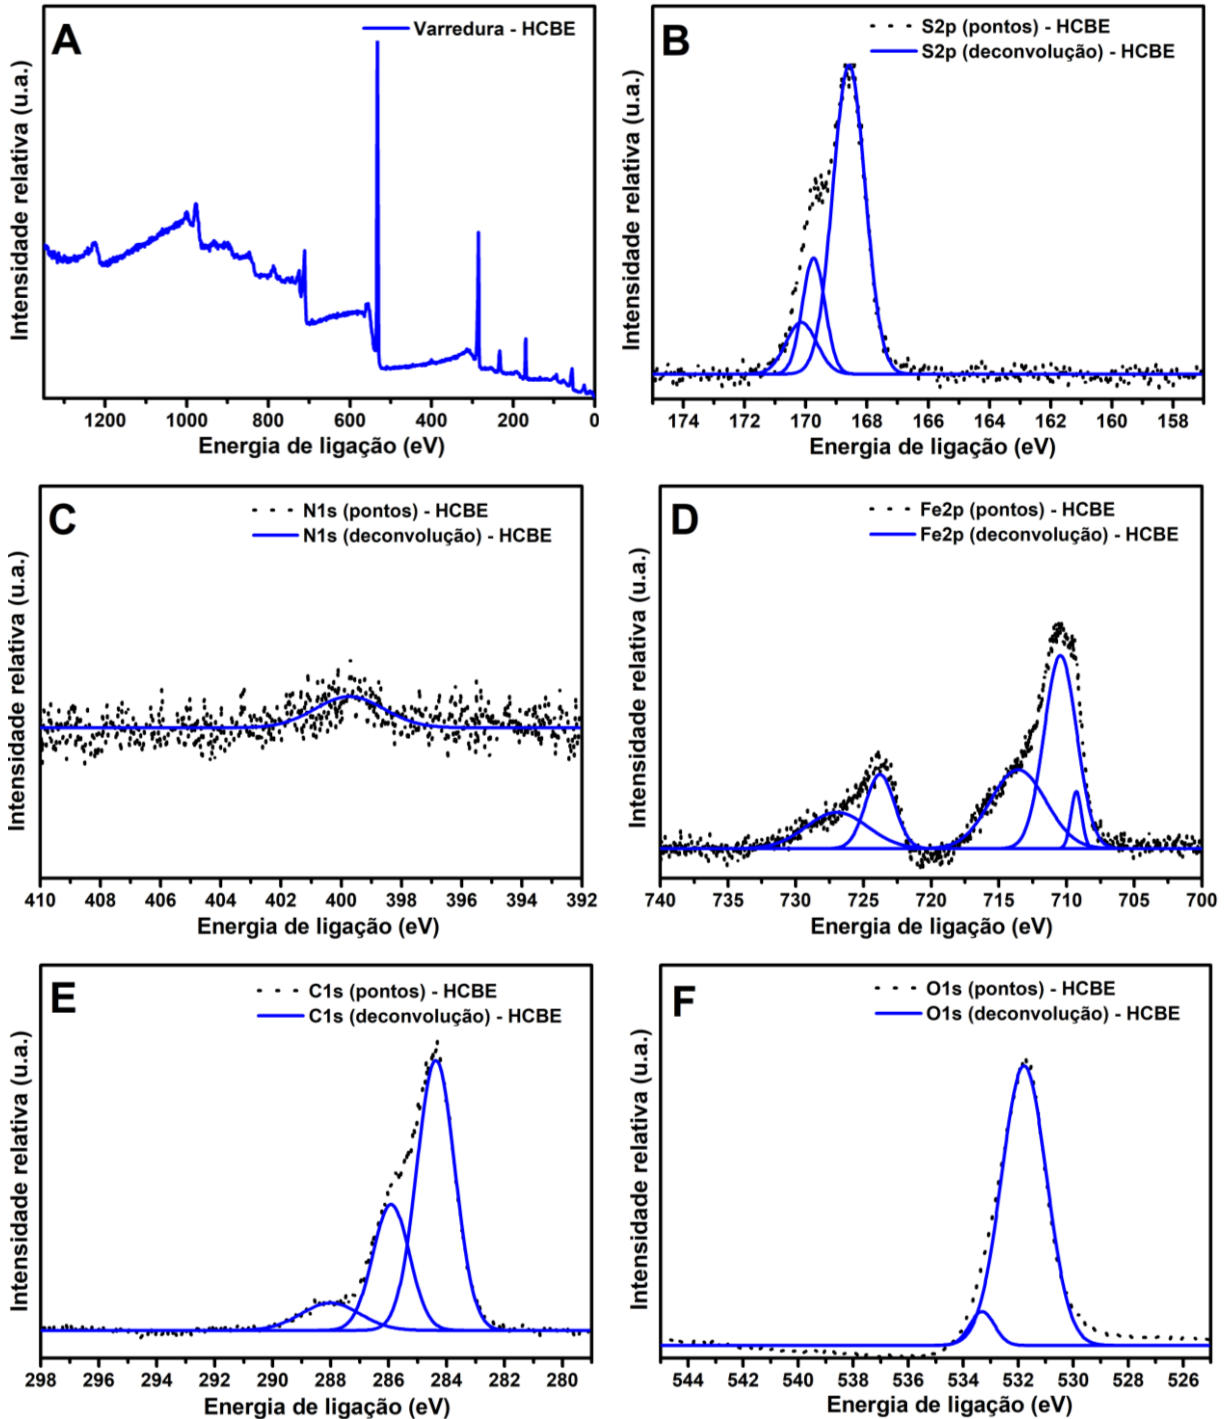 A
Varredura - HCBE
Intensidade relativa (u.a.)
1200 1000 800 600 400 200 0
Energia de ligação (eV)
B
S2p (pontos) - HCBE
S2p (deconvolução) - HCBE
Intensidade relativa (u.a.)
174 172 170 168 166 164 162 160 158
Energia de ligação (eV)
C
N1s (pontos) - HCBE
N1s (deconvolução) - HCBE
Intensidade relativa (u.a.)
410 408 406 404 402 400 398 396 394 392
Energia de ligação (eV)
D
Fe2p (pontos) - HCBE
Fe2p (deconvolução) - HCBE
Intensidade relativa (u.a.)
740 735 730 725 720 715 710 705 700
Energia de ligação (eV)
E
C1s (pontos) - HCBE
C1s (deconvolução) - HCBE
Intensidade relativa (u.a.)
298 296 294 292 290 288 286 284 282 280
Energia de ligação (eV)
F
O1s (pontos) - HCBE
O1s (deconvolução) - HCBE
Intensidade relativa (u.a.)
544 542 540 538 536 534 532 530 528 526
Energia de ligação (eV)